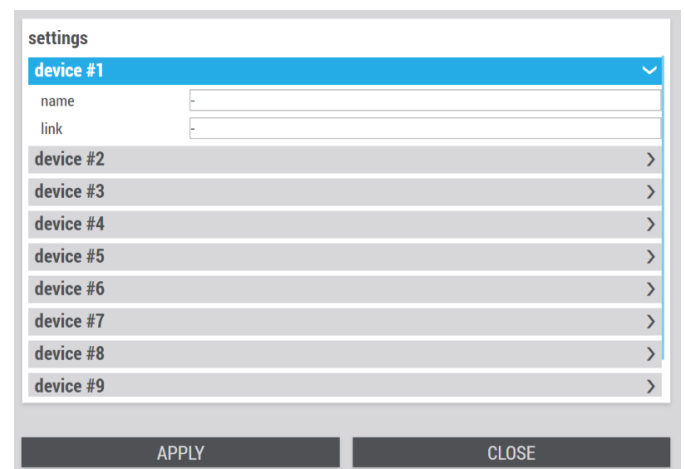 settings
device #1
name -
link -
device #2
device #3
device #4
device #5
device #6
device #7
device #8
device #9
APPLY CLOSE